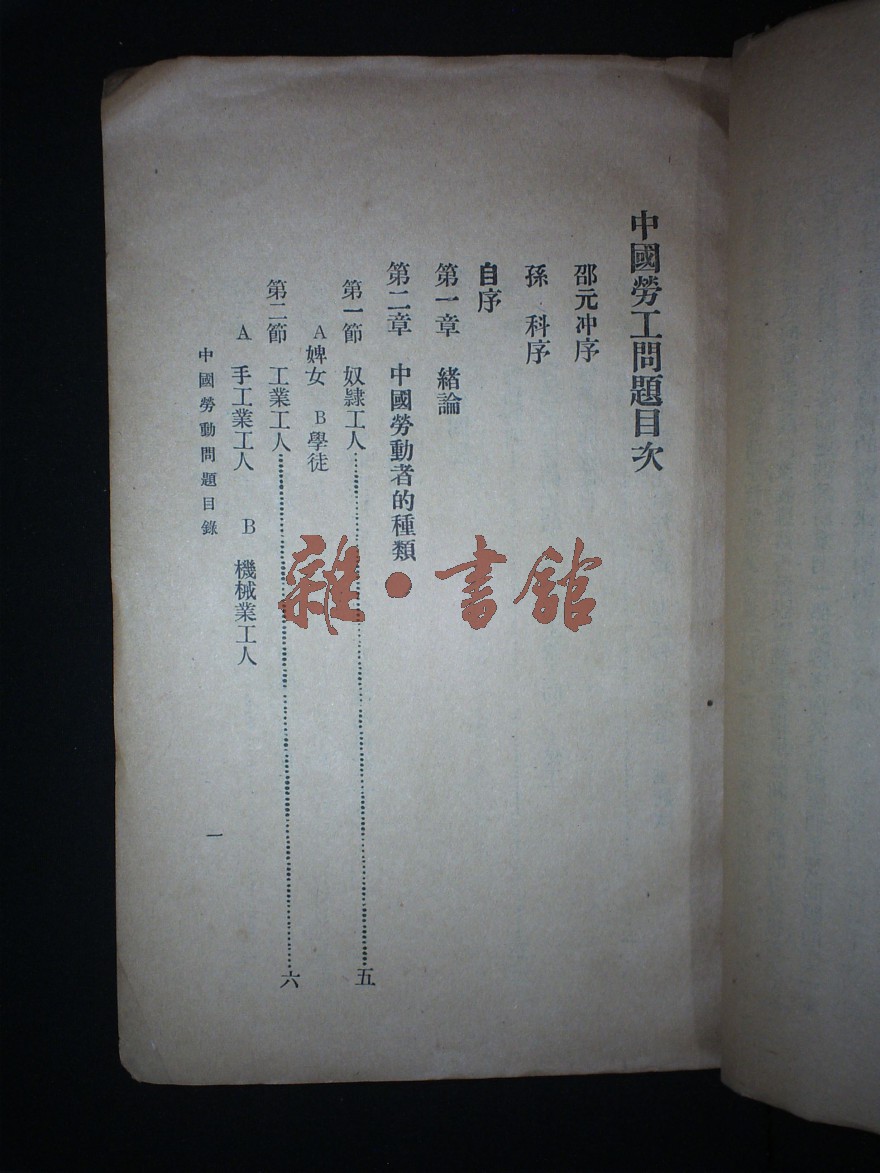 中國勞工問題目次
邵元冲序
孫 科序
自序
第一章 緒論
第二章 中國勞動者的種類
第一節 奴隷工人……五
A婢女 B學徒
第二節 工業工人……六
A 手工業工人 B 機械業工人
中國勞動問題目錄 一
雜·書館